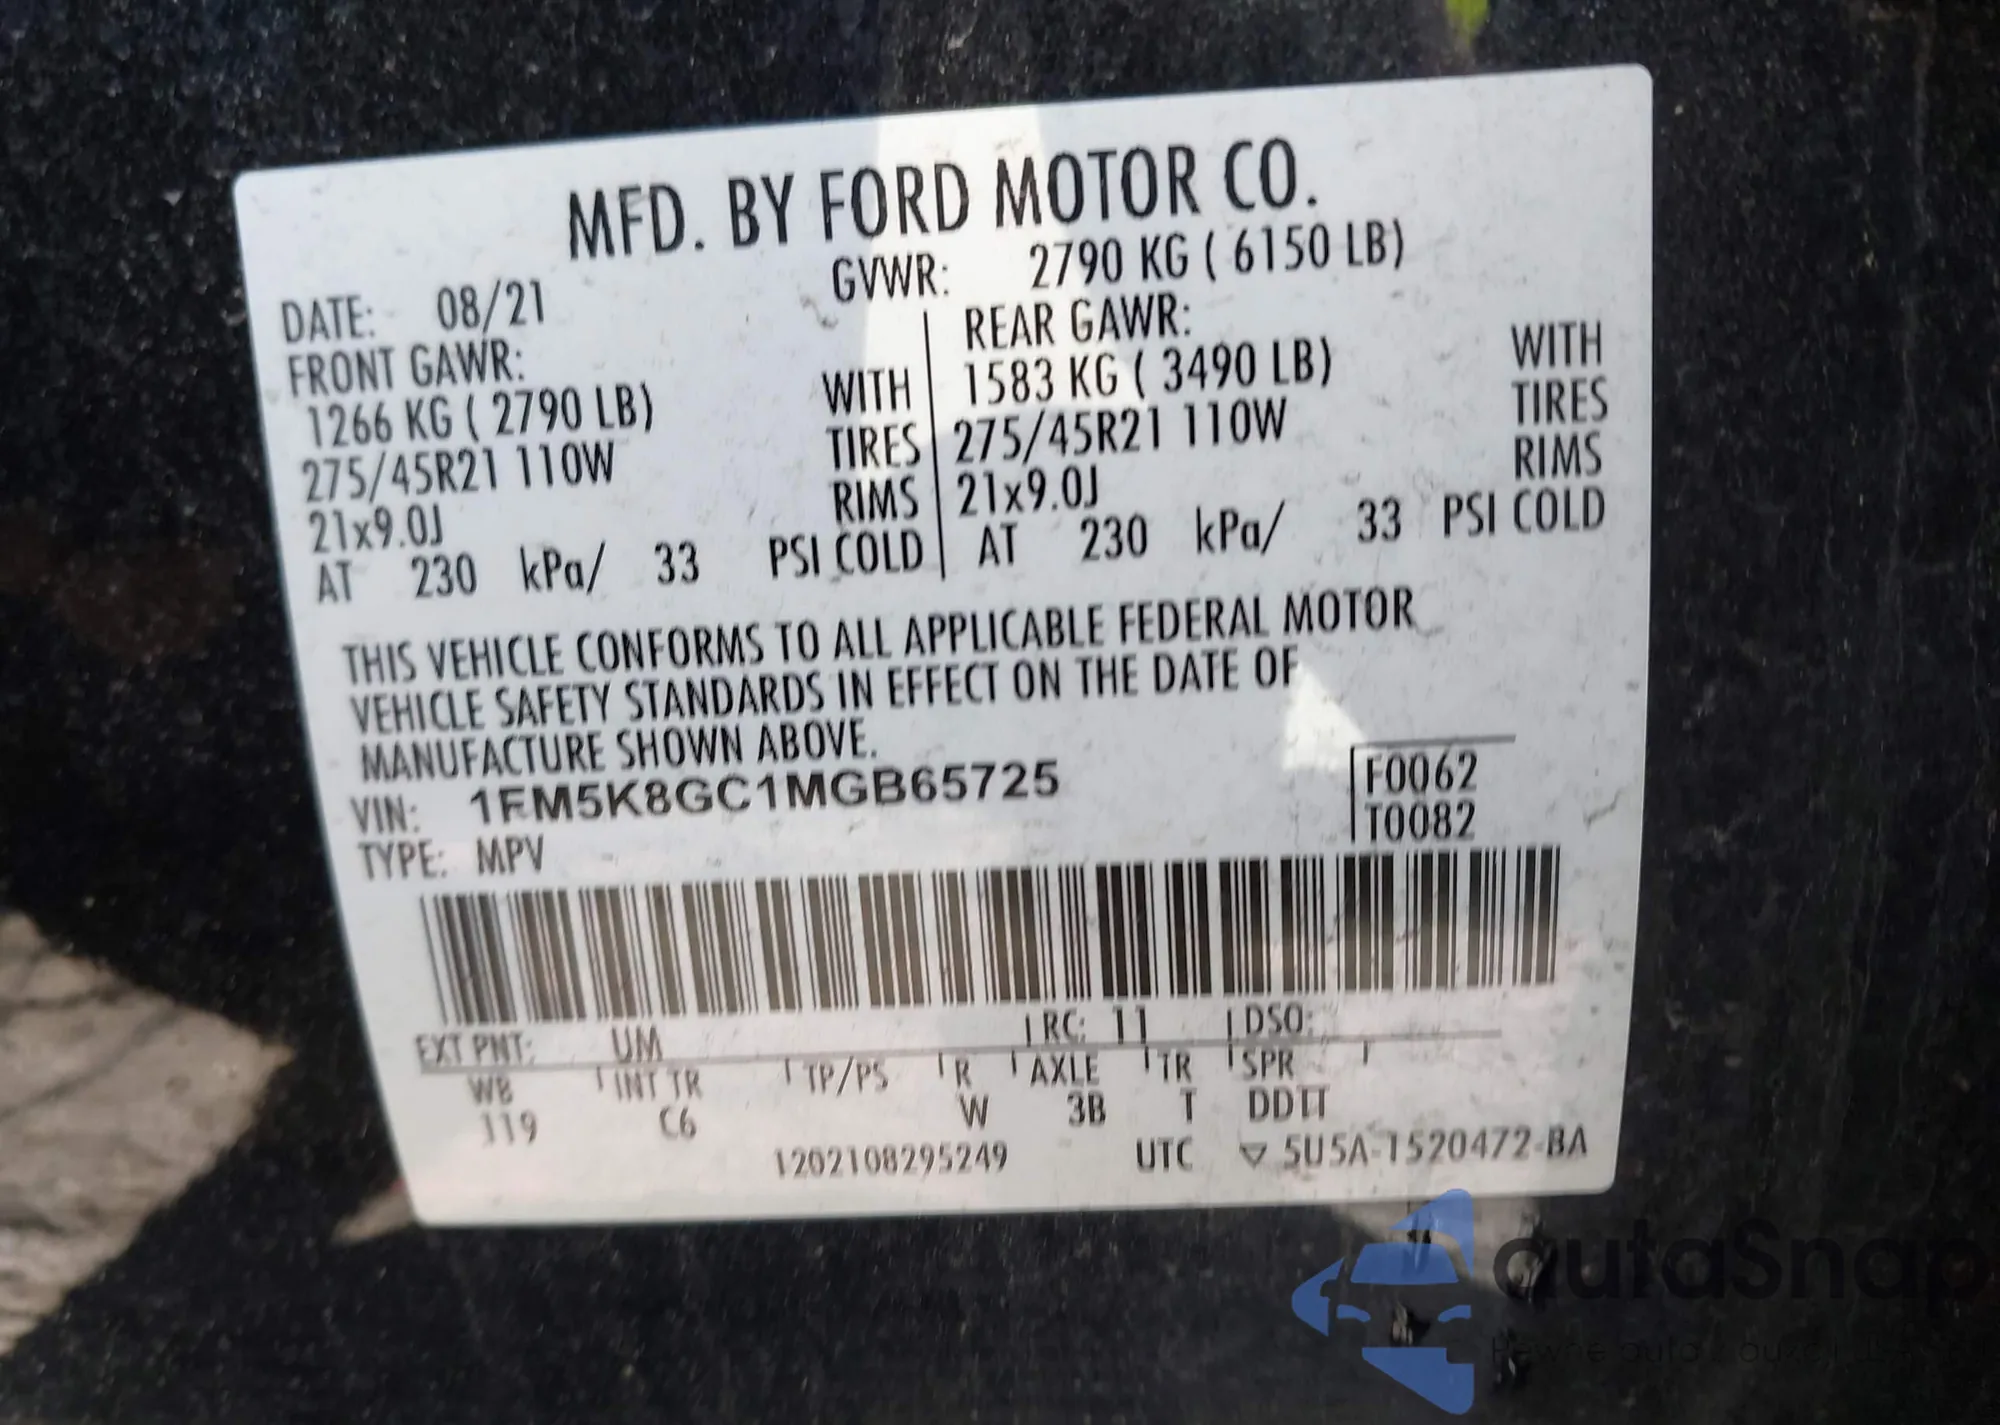 MFD. BY FORD MOTOR CO.
DATE: 08/21 GVWR: 2790 KG ( 6150 LB)
FRONT GAWR: REAR GAWR:
1266 KG ( 2790 LB) WITH 1583 KG ( 3490 LB) WITH
275/45R21 110W TIRES 275/45R21 110W TIRES
21x9.0J RIMS 21x9.0J RIMS
AT 230 kPa/ 33 PSI COLD AT 230 kPa/ 33 PSI COLD
THIS VEHICLE CONFORMS TO ALL APPLICABLE FEDERAL MOTOR
VEHICLE SAFETY STANDARDS IN EFFECT ON THE DATE OF
MANUFACTURE SHOWN ABOVE.
VIN: 1FM5K8GC1MGB65725 F0062
TYPE: MPV T0082
EXT PNT: UM RC: 11 DSO:
WB INT TR TP/PS R AXLE TR SPR
119 C6 W 3B T
1202108295249 UTC ▽ 5U5A-1520472-BA
autoSnap